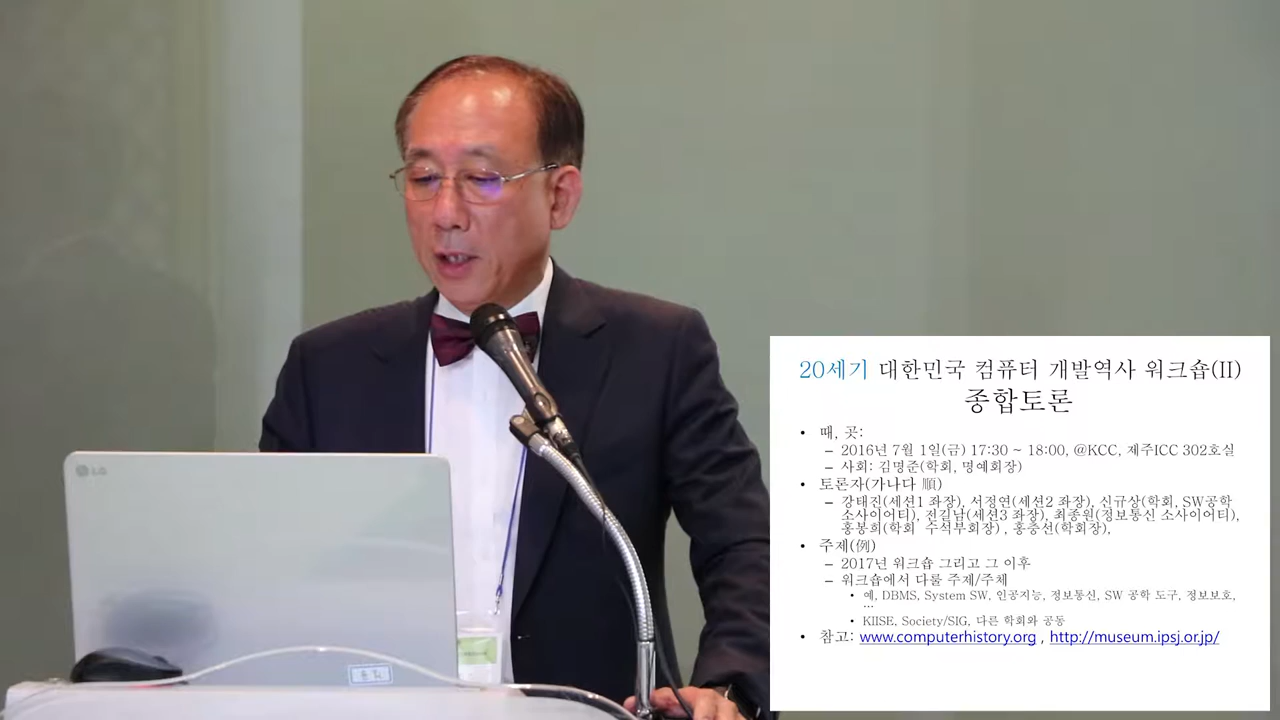 LG
20세기 대한민국 컴퓨터 개발역사 워크숍(II)
종합토론
• 때, 곳:
– 2016년 7월 1일(금) 17:30 ~ 18:00, @KCC, 제주ICC 302호실
– 사회: 김명준(학회, 명예회장)
• 토론자(가나다 順)
– 강태진(세션1 좌장), 서정연(세션2 좌장), 신규상(학회, SW공학
소사이어티), 전길남(세션3 좌장), 최종원(정보통신 소사이어티),
홍봉희(학회 수석부회장) , 홍충선(학회장),
• 주제(例)
– 2017년 워크숍 그리고 그 이후
– 워크숍에서 다룰 주제/주체
• 예, DBMS, System SW, 인공지능, 정보통신, SW 공학 도구, 정보보호,
…
• KIISE, Society/SIG, 다른 학회와 공동
• 참고: www.computerhistory.org , http://museum.ipsj.or.jp/